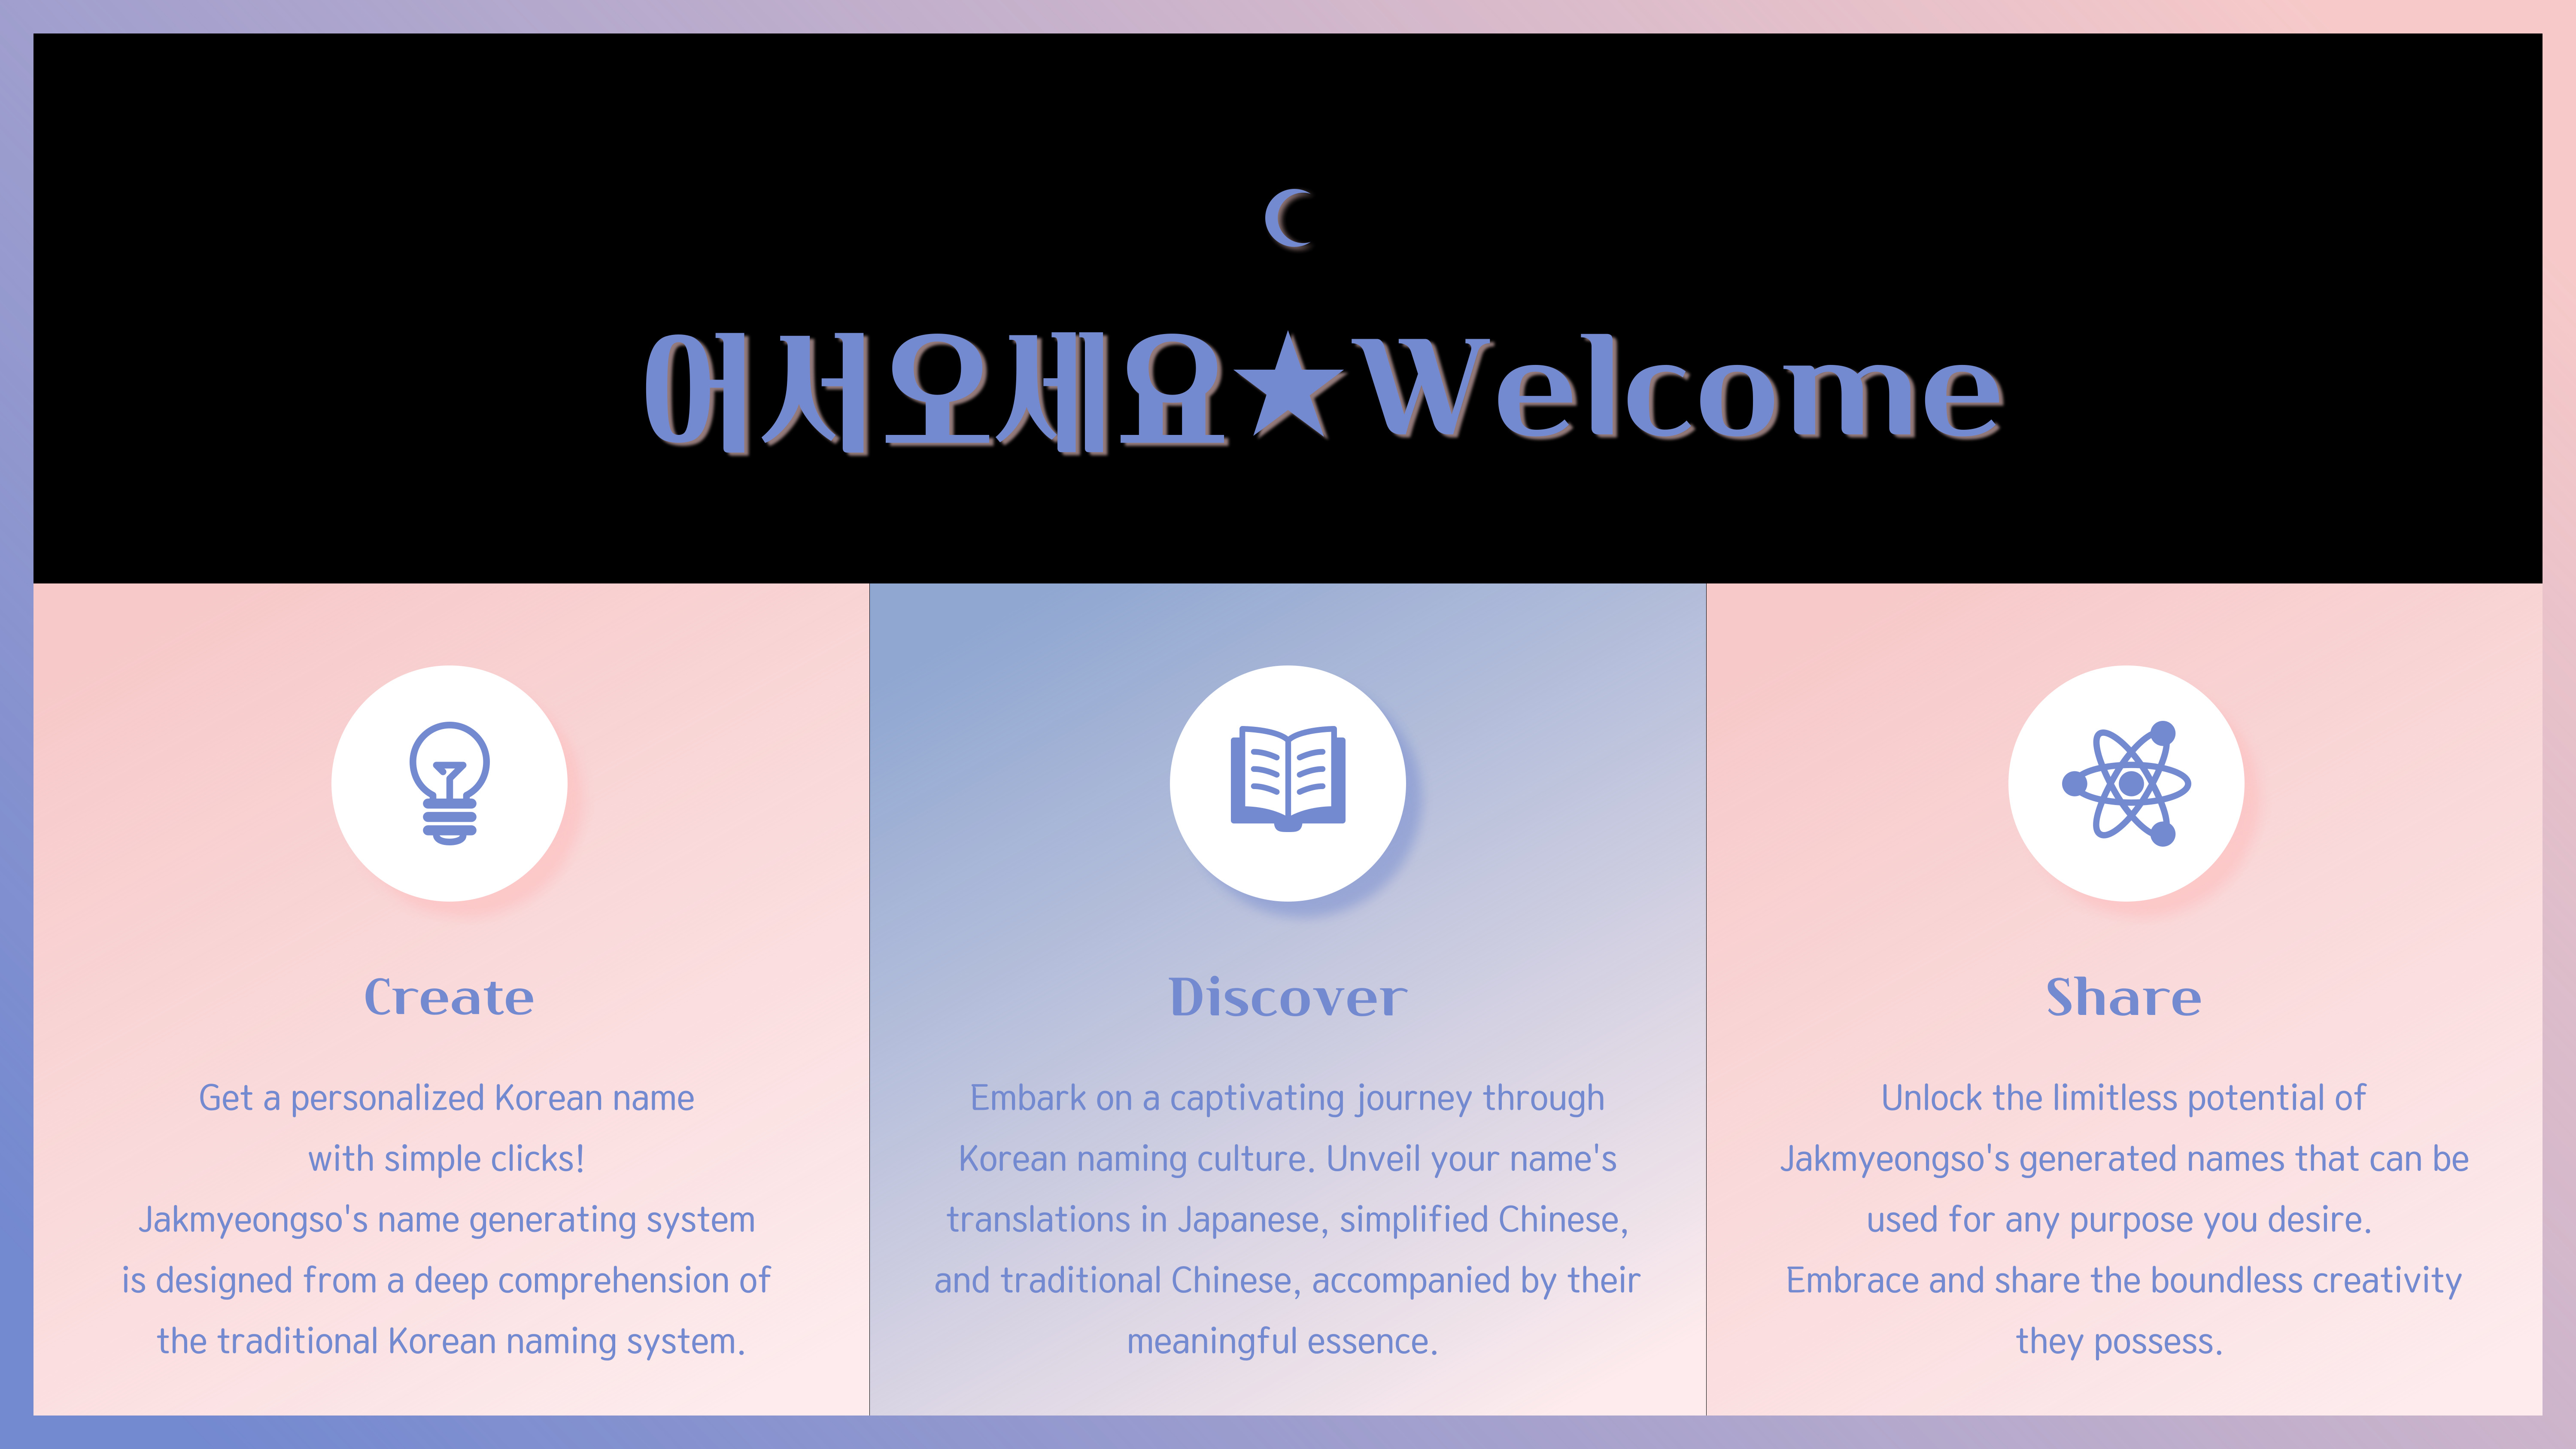 어서오세요★Welcome
Create
Get a personalized Korean name
with simple clicks!
Jakmyeongso's name generating system
is designed from a deep comprehension of
the traditional Korean naming system.
Discover
Embark on a captivating journey through
Korean naming culture. Unveil your name's
translations in Japanese, simplified Chinese,
and traditional Chinese, accompanied by their
meaningful essence.
Share
Unlock the limitless potential of
Jakmyeongso's generated names that can be
used for any purpose you desire.
Embrace and share the boundless creativity
they possess.